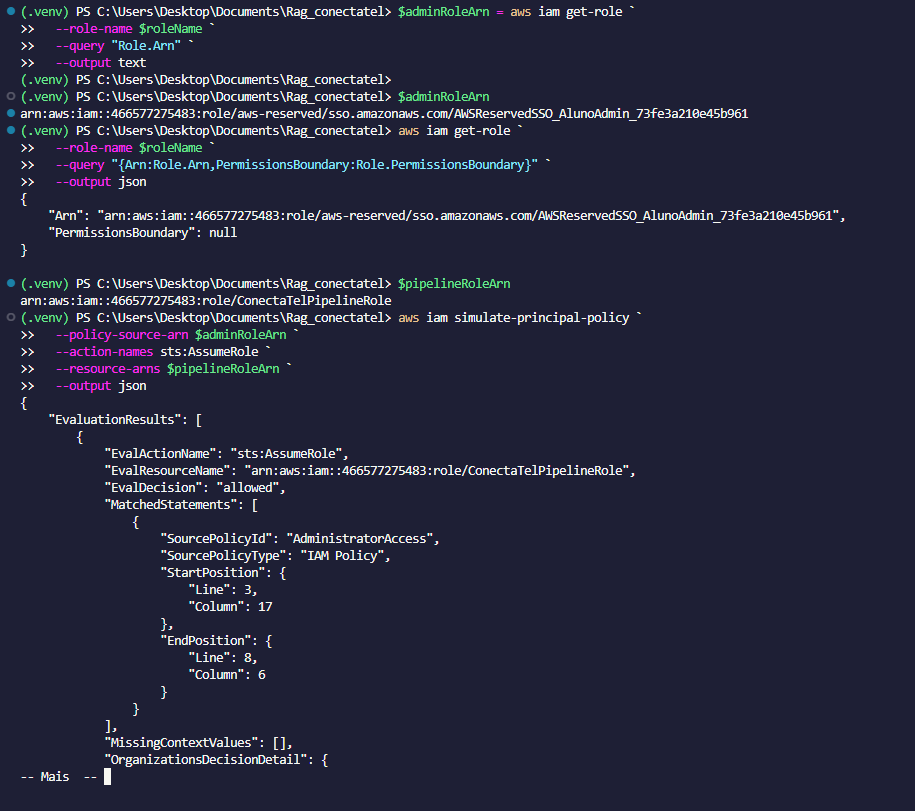 (.venv) PS C:\Users\Desktop\Documents\Rag_conectatel> $adminRoleArn = aws iam get-role `
>>   --role-name $roleName `
>>   --query "Role.Arn" `
>>   --output text
(.venv) PS C:\Users\Desktop\Documents\Rag_conectatel>
(.venv) PS C:\Users\Desktop\Documents\Rag_conectatel> $adminRoleArn
arn:aws:iam::466577275483:role/aws-reserved/sso.amazonaws.com/AWSReservedSSO_AlunoAdmin_73fe3a210e45b961
(.venv) PS C:\Users\Desktop\Documents\Rag_conectatel> aws iam get-role `
>>   --role-name $roleName `
>>   --query "{Arn:Role.Arn,PermissionsBoundary:Role.PermissionsBoundary}" `
>>   --output json
{
    "Arn": "arn:aws:iam::466577275483:role/aws-reserved/sso.amazonaws.com/AWSReservedSSO_AlunoAdmin_73fe3a210e45b961",
    "PermissionsBoundary": null
}
(.venv) PS C:\Users\Desktop\Documents\Rag_conectatel> $pipelineRoleArn
arn:aws:iam::466577275483:role/ConectaTelPipelineRole
(.venv) PS C:\Users\Desktop\Documents\Rag_conectatel> aws iam simulate-principal-policy `
>>   --policy-source-arn $adminRoleArn `
>>   --action-names sts:AssumeRole `
>>   --resource-arns $pipelineRoleArn `
>>   --output json
{
    "EvaluationResults": [
        {
            "EvalActionName": "sts:AssumeRole",
            "EvalResourceName": "arn:aws:iam::466577275483:role/ConectaTelPipelineRole",
            "EvalDecision": "allowed",
            "MatchedStatements": [
                {
                    "SourcePolicyId": "AdministratorAccess",
                    "SourcePolicyType": "IAM Policy",
                    "StartPosition": {
                        "Line": 3,
                        "Column": 17
                    },
                    "EndPosition": {
                        "Line": 8,
                        "Column": 6
                    }
                }
            ],
            "MissingContextValues": [],
            "OrganizationsDecisionDetail": {
-- Mais  --